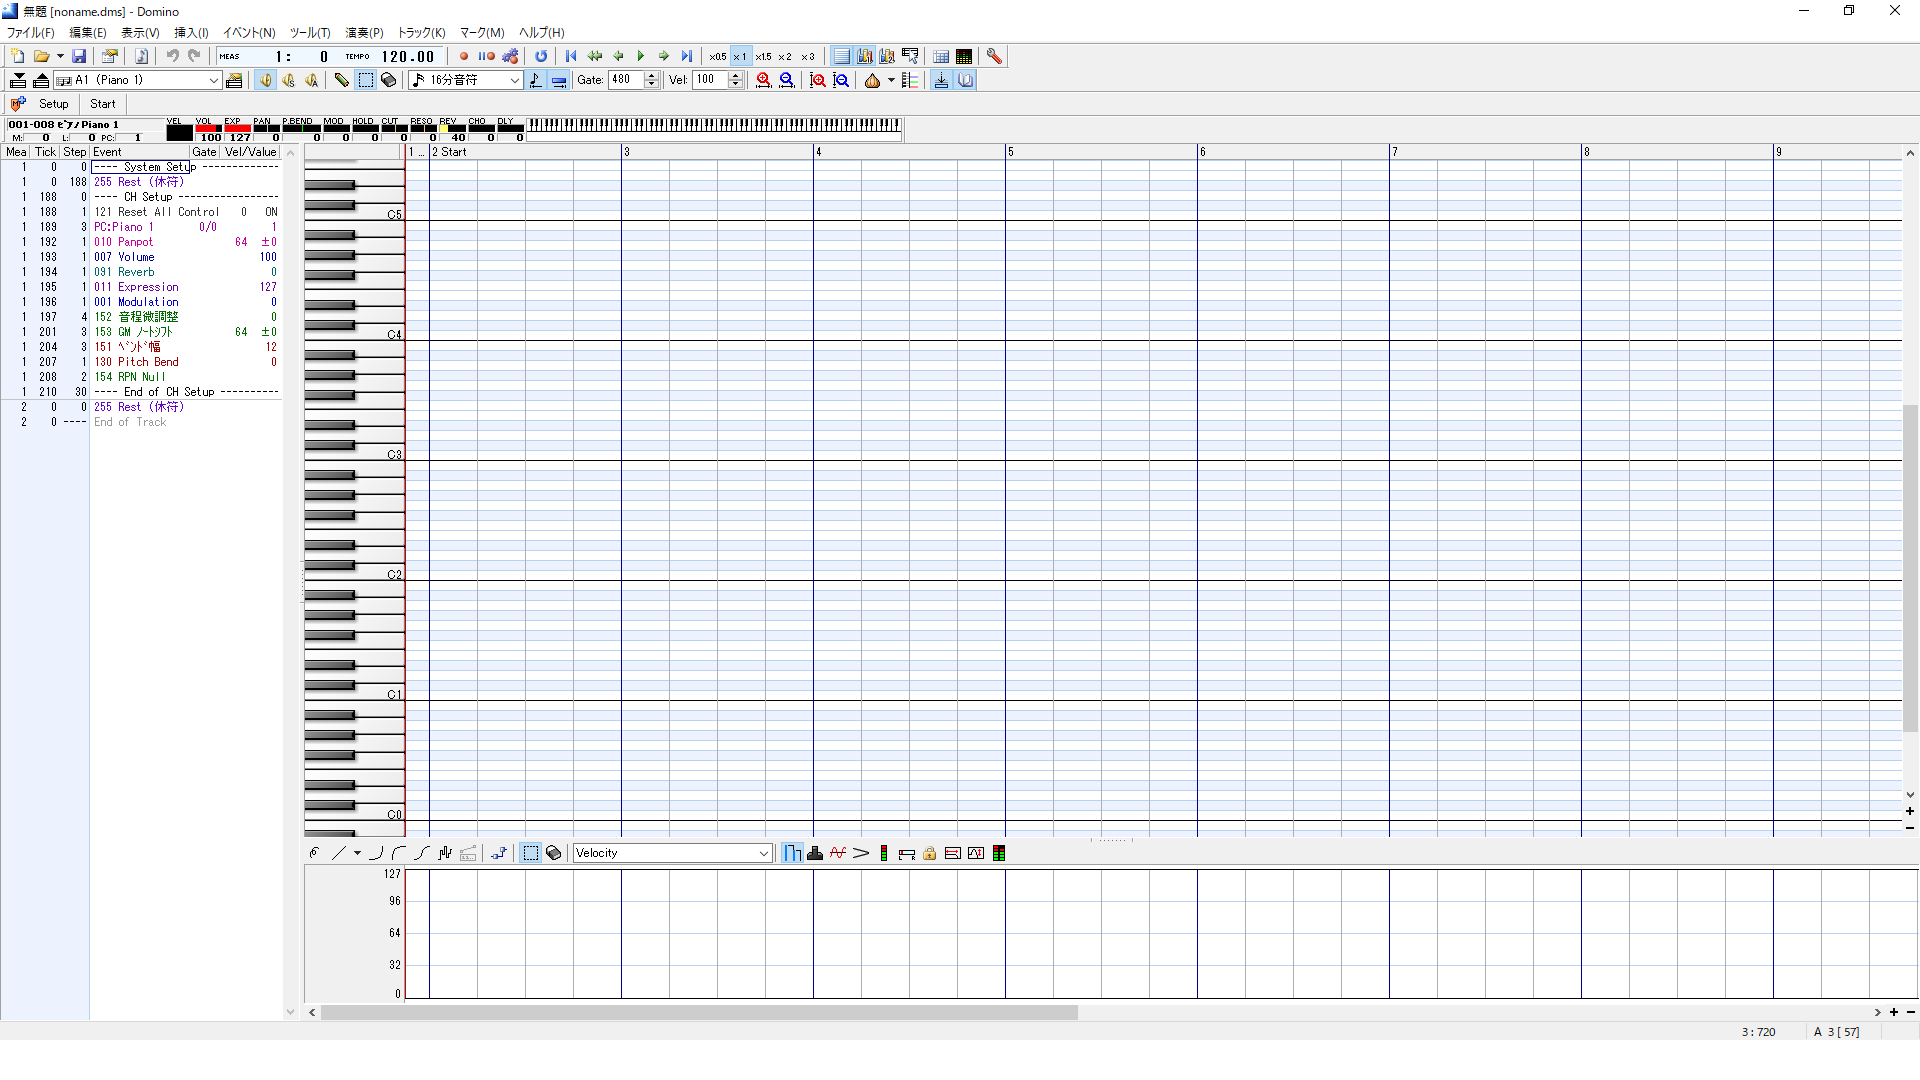 無題 [noname.dms] - Domino
ファイル(F) 編集(E) 表示(V) 挿入(I) イベント(N) ツール(T) 演奏(P) トラック(K) マーク(M) ヘルプ(H)
MEAS 1: 0 TEMPO 120.00 x0.5 x1 x1.5 x2 x3
A1 (Piano 1) 16分音符 Gate: 480 Vel: 100
Setup Start
001-008 ﾋﾟｱﾉ/Piano 1 VEL VOL EXP PAN P.BEND MOD HOLD CUT RESO REV CHO DLY
M: 0 L: 0 PC: 1 100 127 0 0 0 0 0 0 40 0 0
Mea Tick Step Event Gate Vel/Value
1 0 0 ---- System Setup ----------
1 0 188 255 Rest (休符)
1 188 0 ---- CH Setup -------------
1 188 1 121 Reset All Control 0 ON
1 189 3 PC:Piano 1 0/0 1
1 192 1 010 Panpot 64 ±0
1 193 1 007 Volume 100
1 194 1 091 Reverb 0
1 195 1 011 Expression 127
1 196 1 001 Modulation 0
1 197 4 152 音程微調整 0
1 201 3 153 GM ﾉｰﾄｼﾌﾄ 64 ±0
1 204 3 151 ﾍﾞﾝﾄﾞ幅 12
1 207 1 130 Pitch Bend 0
1 208 2 154 RPN Null
1 210 30 ---- End of CH Setup ----------
2 0 0 255 Rest (休符)
2 0 ---- End of Track
1 ... 2 Start 3 4 5 6 7 8 9
C5
C4
C3
C2
C1
C0
Velocity
127
96
64
32
0
3 : 720 A 3 [ 57]